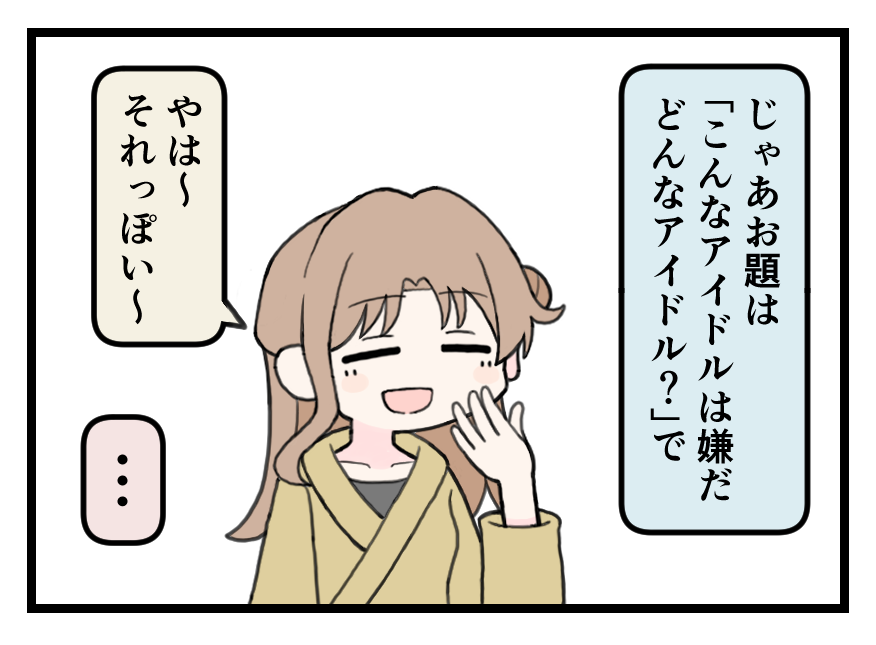 じゃあお題は
「こんなアイドルは嫌だ
どんなアイドル？」で
やは〜
それっぽい〜
…